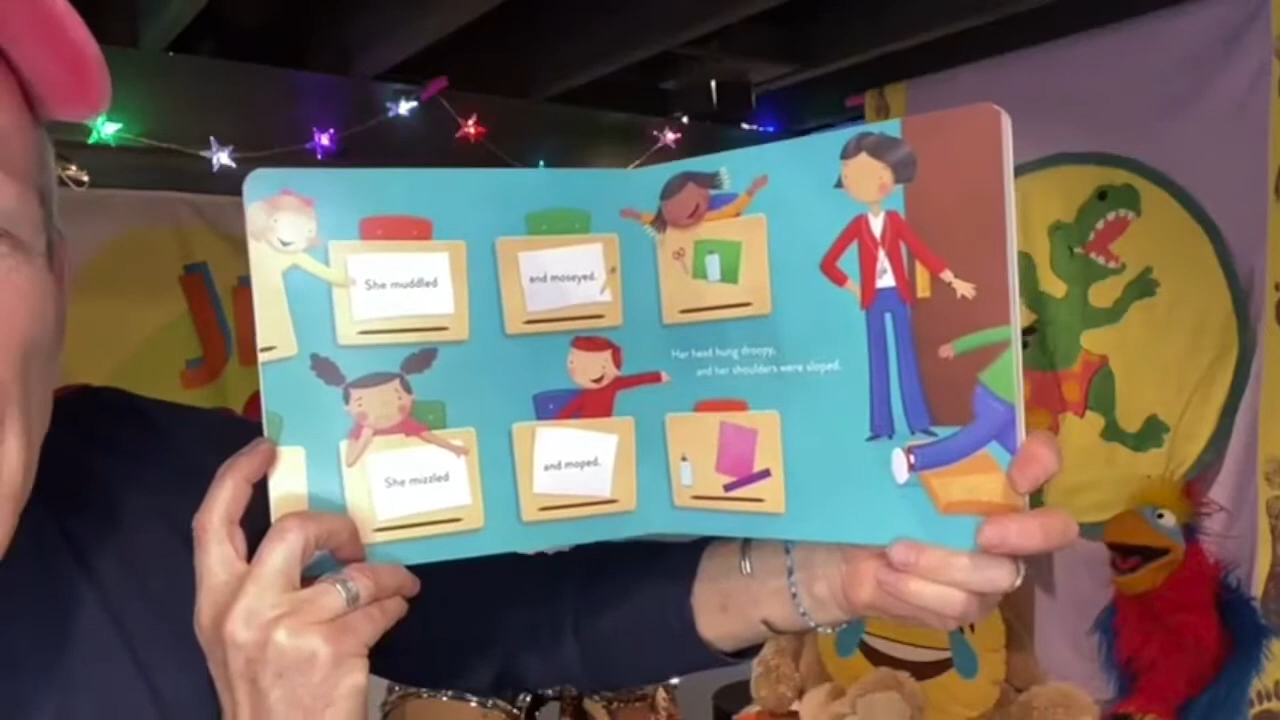 She muddled
and moseyed.
Her head hung droopy,
and her shoulders were sloped.
She mizzled
and moped.